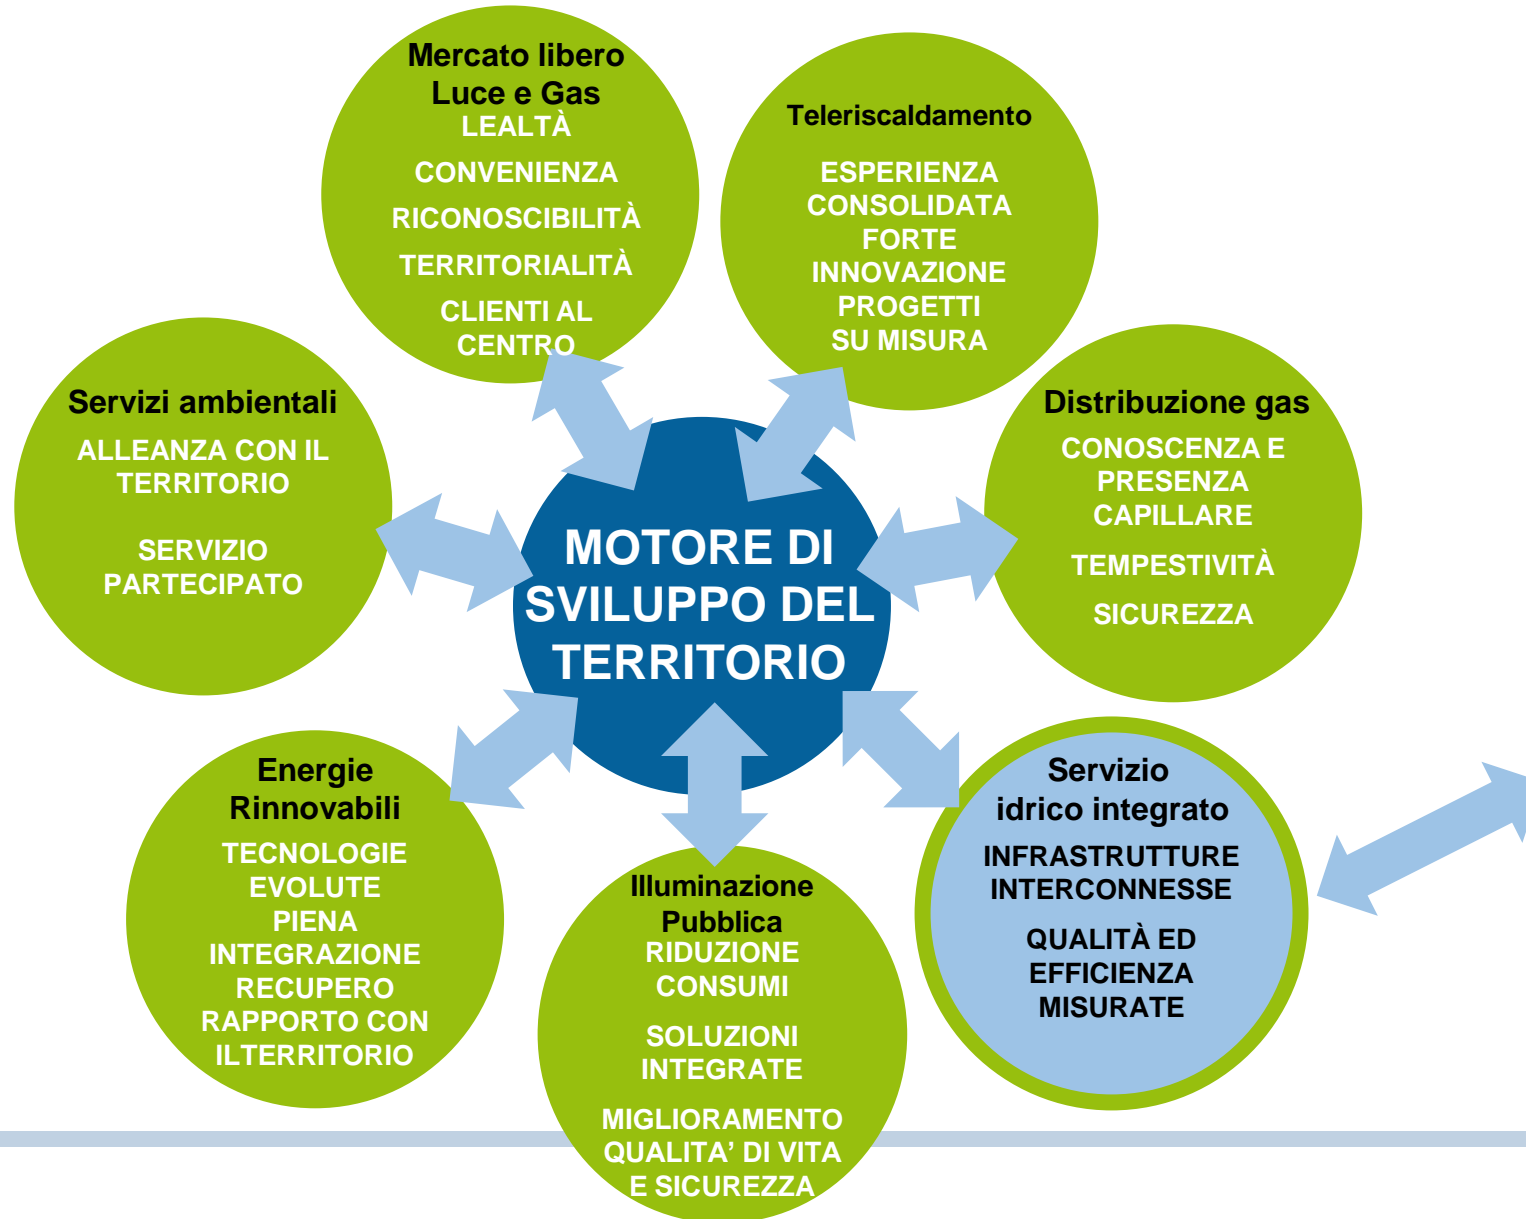 Mercato libero
Luce e Gas
LEALTÀ
CONVENIENZA
RICONOSCIBILITÀ
TERRITORIALITÀ
CLIENTI AL
CENTRO
Teleriscaldamento
ESPERIENZA
CONSOLIDATA
FORTE
INNOVAZIONE
PROGETTI
SU MISURA
Servizi ambientali
ALLEANZA CON IL
TERRITORIO
SERVIZIO
PARTECIPATO
Distribuzione gas
CONOSCENZA E
PRESENZA
CAPILLARE
TEMPESTIVITÀ
SICUREZZA
MOTORE DI
SVILUPPO DEL
TERRITORIO
Energie
Rinnovabili
TECNOLOGIE
EVOLUTE
PIENA
INTEGRAZIONE
RECUPERO
RAPPORTO CON
ILTERRITORIO
Illuminazione
Pubblica
RIDUZIONE
CONSUMI
SOLUZIONI
INTEGRATE
MIGLIORAMENTO
QUALITA’ DI VITA
E SICUREZZA
Servizio
idrico integrato
INFRASTRUTTURE
INTERCONNESSE
QUALITÀ ED
EFFICIENZA
MISURATE